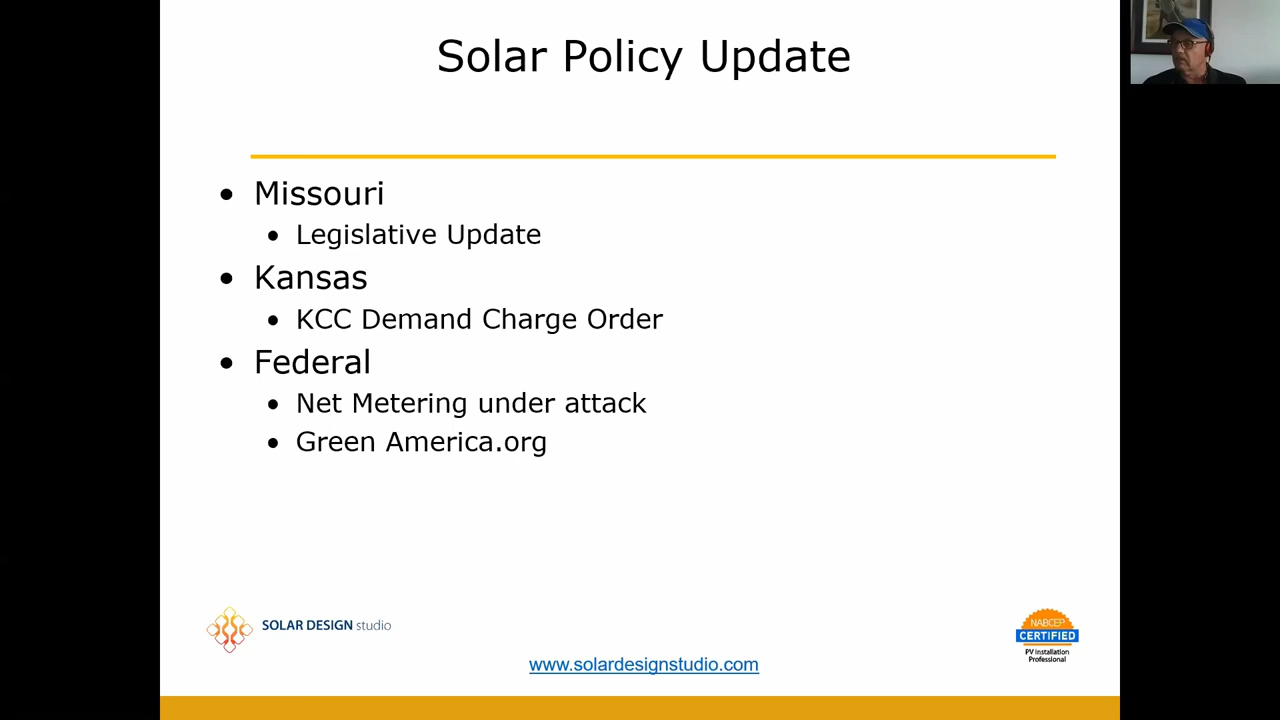 Solar Policy Update
• Missouri
• Legislative Update
• Kansas
• KCC Demand Charge Order
• Federal
• Net Metering under attack
• Green America.org
SOLAR DESIGN studio
NABCEP
CERTIFIED
PV Installation
Professional
www.solardesignstudio.com